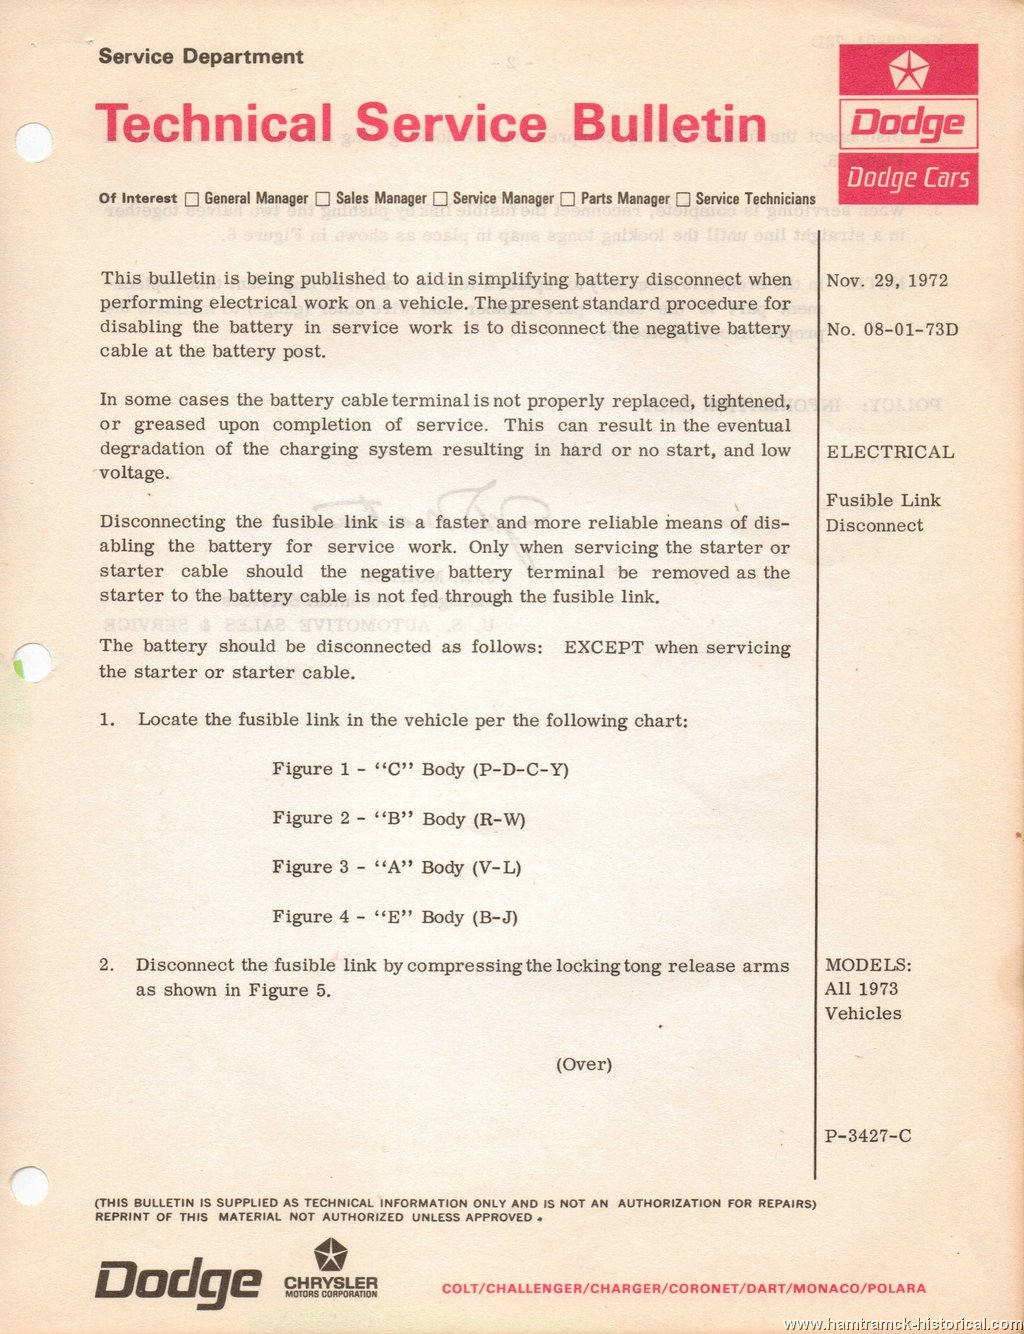 Service Department
Technical Service Bulletin
Dodge
Dodge Cars
Of Interest □ General Manager □ Sales Manager □ Service Manager □ Parts Manager □ Service Technicians
This bulletin is being published to aid in simplifying battery disconnect when
performing electrical work on a vehicle. The present standard procedure for
disabling the battery in service work is to disconnect the negative battery
cable at the battery post.
In some cases the battery cable terminal is not properly replaced, tightened,
or greased upon completion of service. This can result in the eventual
degradation of the charging system resulting in hard or no start, and low
voltage.
Disconnecting the fusible link is a faster and more reliable means of dis-
abling the battery for service work. Only when servicing the starter or
starter cable should the negative battery terminal be removed as the
starter to the battery cable is not fed through the fusible link.
The battery should be disconnected as follows: EXCEPT when servicing
the starter or starter cable.
1. Locate the fusible link in the vehicle per the following chart:
Figure 1 - "C" Body (P-D-C-Y)
Figure 2 - "B" Body (R-W)
Figure 3 - "A" Body (V-L)
Figure 4 - "E" Body (B-J)
2. Disconnect the fusible link by compressing the locking tong release arms
as shown in Figure 5.
(Over)
Nov. 29, 1972
No. 08-01-73D
ELECTRICAL
Fusible Link
Disconnect
MODELS:
All 1973
Vehicles
P-3427-C
(THIS BULLETIN IS SUPPLIED AS TECHNICAL INFORMATION ONLY AND IS NOT AN AUTHORIZATION FOR REPAIRS)
REPRINT OF THIS MATERIAL NOT AUTHORIZED UNLESS APPROVED.
Dodge
CHRYSLER
MOTORS CORPORATION
COLT/CHALLENGER/CHARGER/CORONET/DART/MONACO/POLARA
www.hamtramck-historical.com